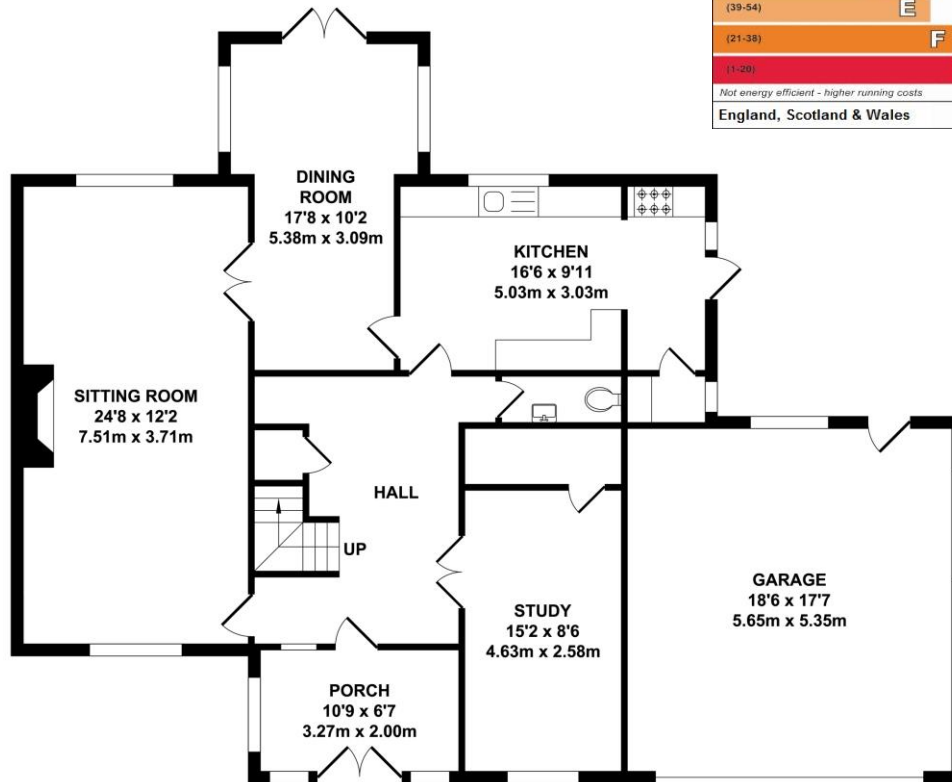 (39-54)
E
(21-38)
F
(1-20)
Not energy efficient - higher running costs
England, Scotland & Wales
DINING
ROOM
17'8 x 10'2
5.38m x 3.09m
KITCHEN
16'6 x 9'11
5.03m x 3.03m
SITTING ROOM
24'8 x 12'2
7.51m x 3.71m
HALL
UP
STUDY
15'2 x 8'6
4.63m x 2.58m
GARAGE
18'6 x 17'7
5.65m x 5.35m
PORCH
10'9 x 6'7
3.27m x 2.00m